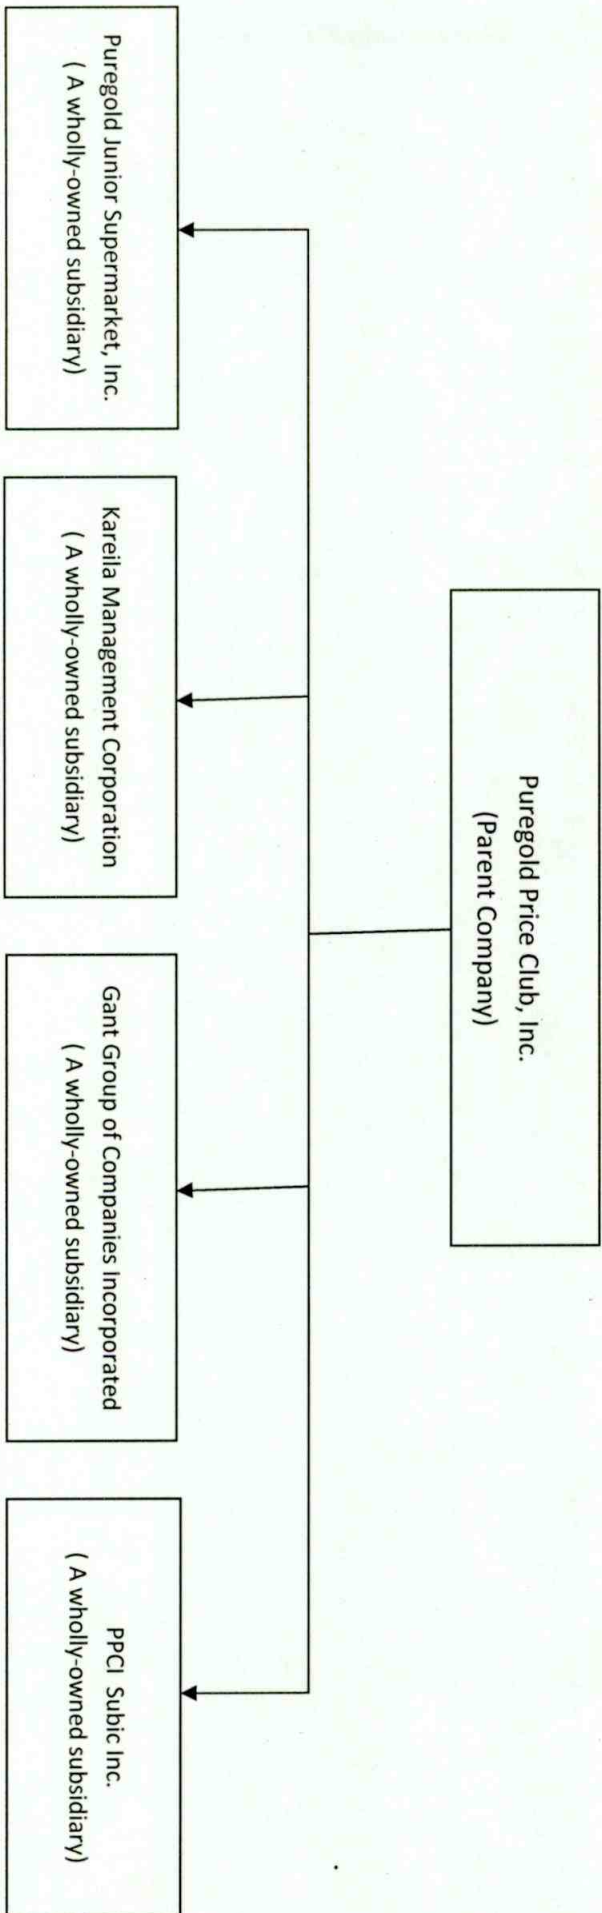 Puregold Price Club, Inc.
(Parent Company)
Puregold Junior Supermarket, Inc.
( A wholly-owned subsidiary)
Kareila Management Corporation
( A wholly-owned subsidiary)
Gant Group of Companies Incorporated
( A wholly-owned subsidiary)
PPCI Subic Inc.
( A wholly-owned subsidiary)